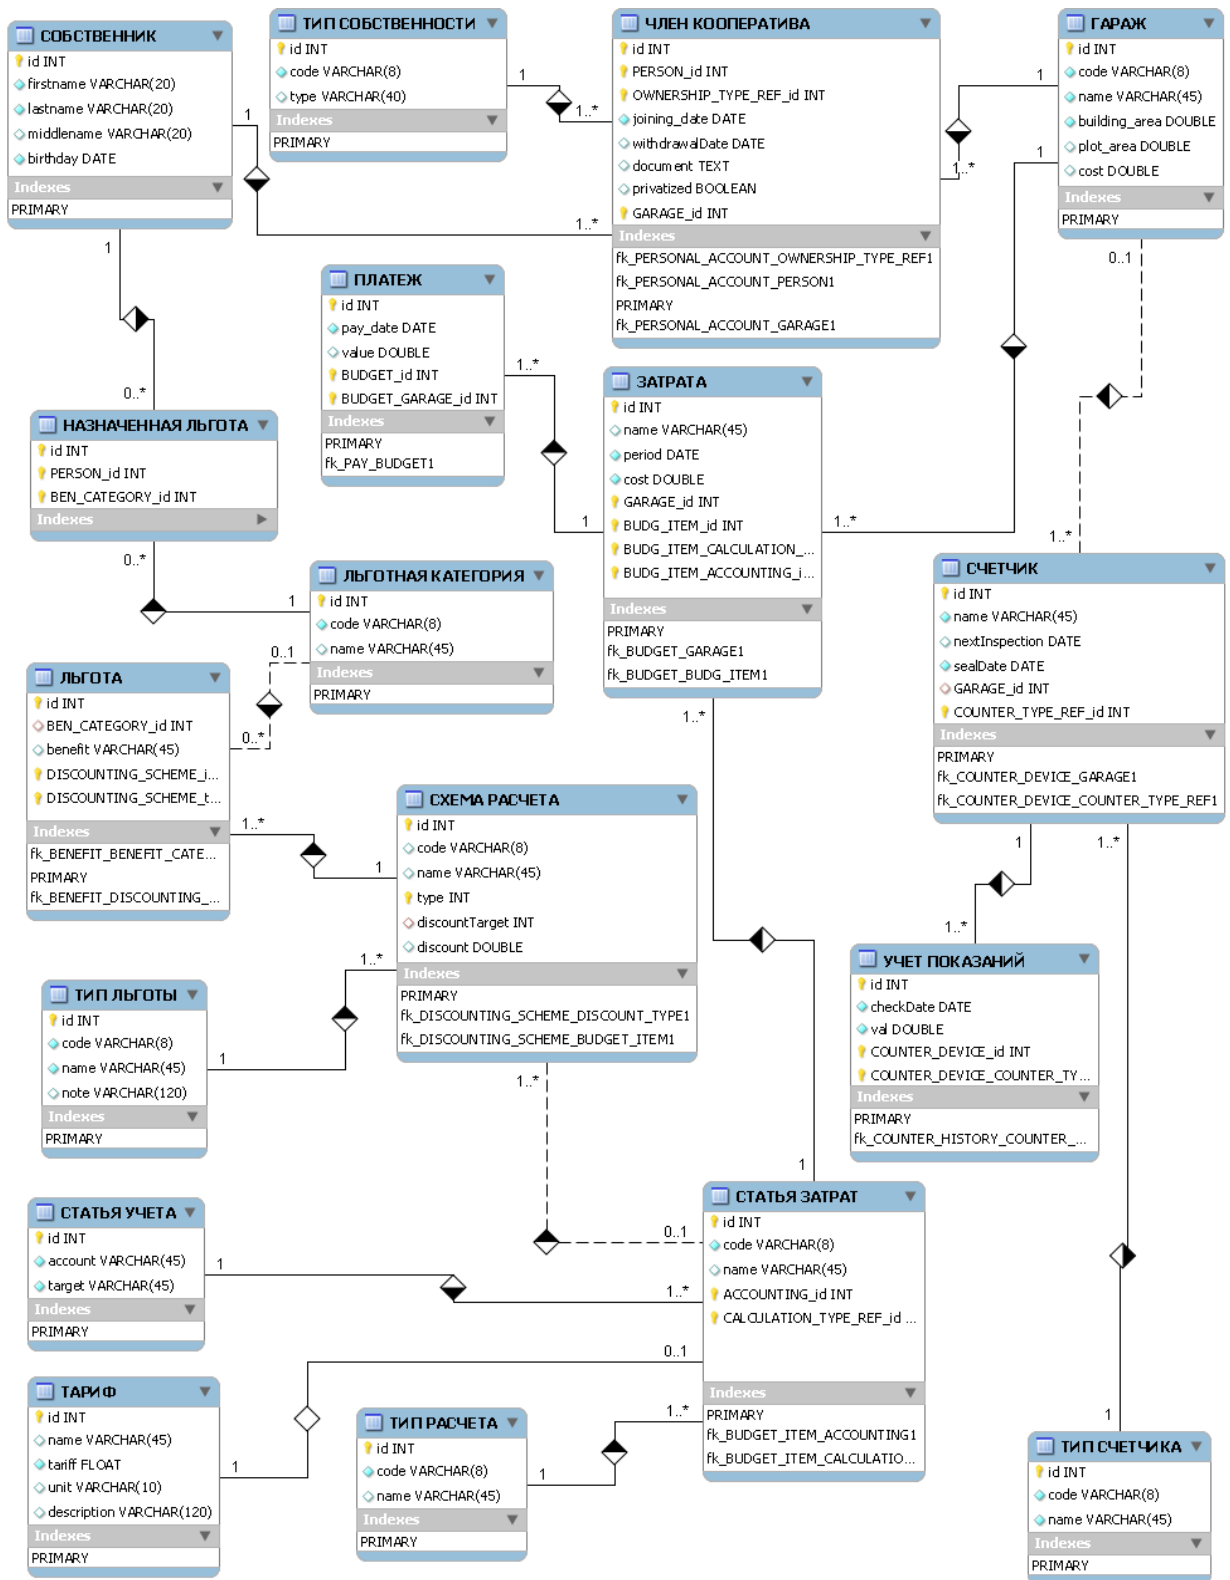 СОБСТВЕННИК
id INT
firstname VARCHAR(20)
lastname VARCHAR(20)
middlename VARCHAR(20)
birthday DATE
Indexes
PRIMARY
ТИП СОБСТВЕННОСТИ
id INT
code VARCHAR(8)
type VARCHAR(40)
Indexes
PRIMARY
ЧЛЕН КООПЕРАТИВА
id INT
PERSON_id INT
OWNERSHIP_TYPE_REF_id INT
joining_date DATE
withdrawalDate DATE
document TEXT
privatized BOOLEAN
GARAGE_id INT
Indexes
fk_PERSONAL_ACCOUNT_OWNERSHIP_TYPE_REF1
fk_PERSONAL_ACCOUNT_PERSON1
PRIMARY
fk_PERSONAL_ACCOUNT_GARAGE1
ГАРАЖ
id INT
code VARCHAR(8)
name VARCHAR(45)
building_area DOUBLE
plot_area DOUBLE
cost DOUBLE
Indexes
PRIMARY
1
1..*
1
1..*
1
1..*
1
1..*
1
0..*
0..1
1..*
ПЛАТЕЖ
id INT
pay_date DATE
value DOUBLE
BUDGET_id INT
BUDGET_GARAGE_id INT
Indexes
PRIMARY
fk_PAY_BUDGET1
1..*
1
ЗАТРАТА
id INT
name VARCHAR(45)
period DATE
cost DOUBLE
GARAGE_id INT
BUDG_ITEM_id INT
BUDG_ITEM_CALCULATION_...
BUDG_ITEM_ACCOUNTING_i...
Indexes
PRIMARY
fk_BUDGET_GARAGE1
fk_BUDGET_BUDG_ITEM1
НАЗНАЧЕННАЯ ЛЬГОТА
id INT
PERSON_id INT
BEN_CATEGORY_id INT
Indexes
0..*
1
ЛЬГОТНАЯ КАТЕГОРИЯ
id INT
code VARCHAR(8)
name VARCHAR(45)
Indexes
PRIMARY
0..1
0..*
СЧЕТЧИК
id INT
name VARCHAR(45)
nextInspection DATE
sealDate DATE
GARAGE_id INT
COUNTER_TYPE_REF_id INT
Indexes
PRIMARY
fk_COUNTER_DEVICE_GARAGE1
fk_COUNTER_DEVICE_COUNTER_TYPE_REF1
ЛЬГОТА
id INT
BEN_CATEGORY_id INT
benefit VARCHAR(45)
DISCOUNTING_SCHEME_i...
DISCOUNTING_SCHEME_t...
Indexes
fk_BENEFIT_BENEFIT_CATE...
PRIMARY
fk_BENEFIT_DISCOUNTING_...
1..*
1
СХЕМА РАСЧЕТА
id INT
code VARCHAR(8)
name VARCHAR(45)
type INT
discountTarget INT
discount DOUBLE
Indexes
PRIMARY
fk_DISCOUNTING_SCHEME_DISCOUNT_TYPE1
fk_DISCOUNTING_SCHEME_BUDGET_ITEM1
1..*
1
1..*
1
1..*
1
1..*
1
УЧЕТ ПОКАЗАНИЙ
id INT
checkDate DATE
val DOUBLE
COUNTER_DEVICE_id INT
COUNTER_DEVICE_COUNTER_TY...
Indexes
PRIMARY
fk_COUNTER_HISTORY_COUNTER_...
ТИП ЛЬГОТЫ
id INT
code VARCHAR(8)
name VARCHAR(45)
note VARCHAR(120)
Indexes
PRIMARY
1..*
0..1
СТАТЬЯ УЧЕТА
id INT
account VARCHAR(45)
target VARCHAR(45)
Indexes
PRIMARY
1
1..*
СТАТЬЯ ЗАТРАТ
id INT
code VARCHAR(8)
name VARCHAR(45)
ACCOUNTING_id INT
CALCULATION_TYPE_REF_id ...
Indexes
PRIMARY
fk_BUDGET_ITEM_ACCOUNTING1
fk_BUDGET_ITEM_CALCULATIO...
ТАРИФ
id INT
name VARCHAR(45)
tariff FLOAT
unit VARCHAR(10)
description VARCHAR(120)
Indexes
PRIMARY
1
0..1
ТИП РАСЧЕТА
id INT
code VARCHAR(8)
name VARCHAR(45)
Indexes
PRIMARY
1
1..*
ТИП СЧЕТЧИКА
id INT
code VARCHAR(8)
name VARCHAR(45)
Indexes
PRIMARY